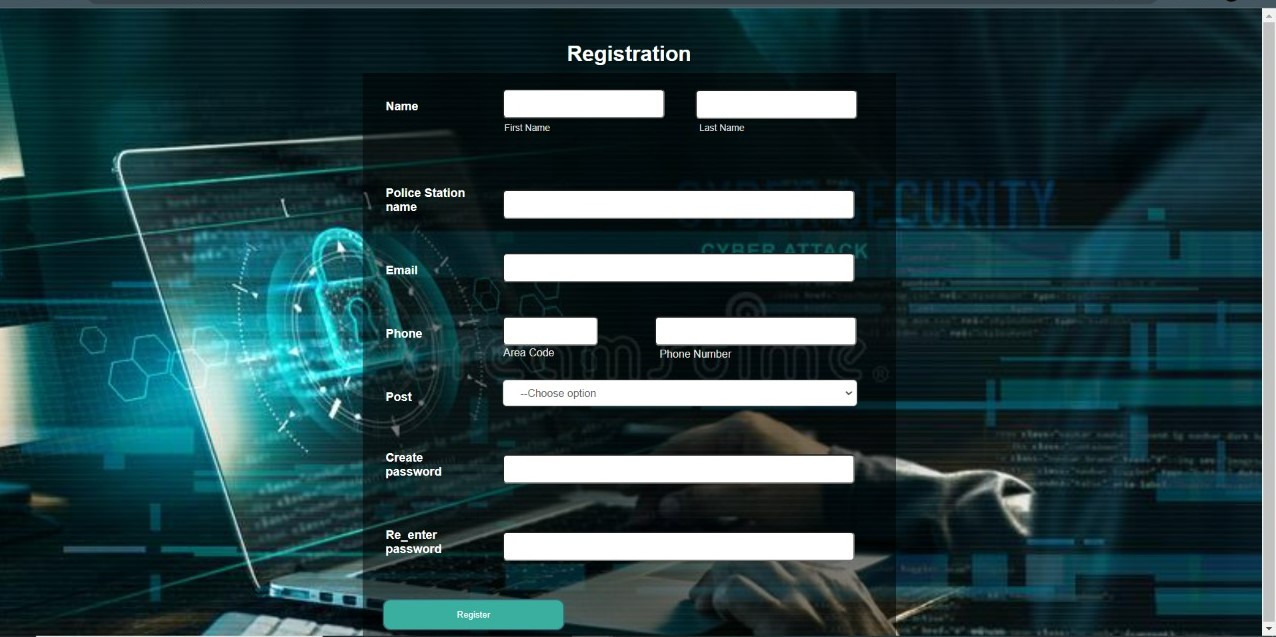 Registration
Name
First Name
Last Name
Police Station
name
CYBER SECURITY
CYBER ATTACK
Email
Phone
Area Code
Phone Number
dreamstime®
Post
--Choose option
Create
password
Re_enter
password
Register